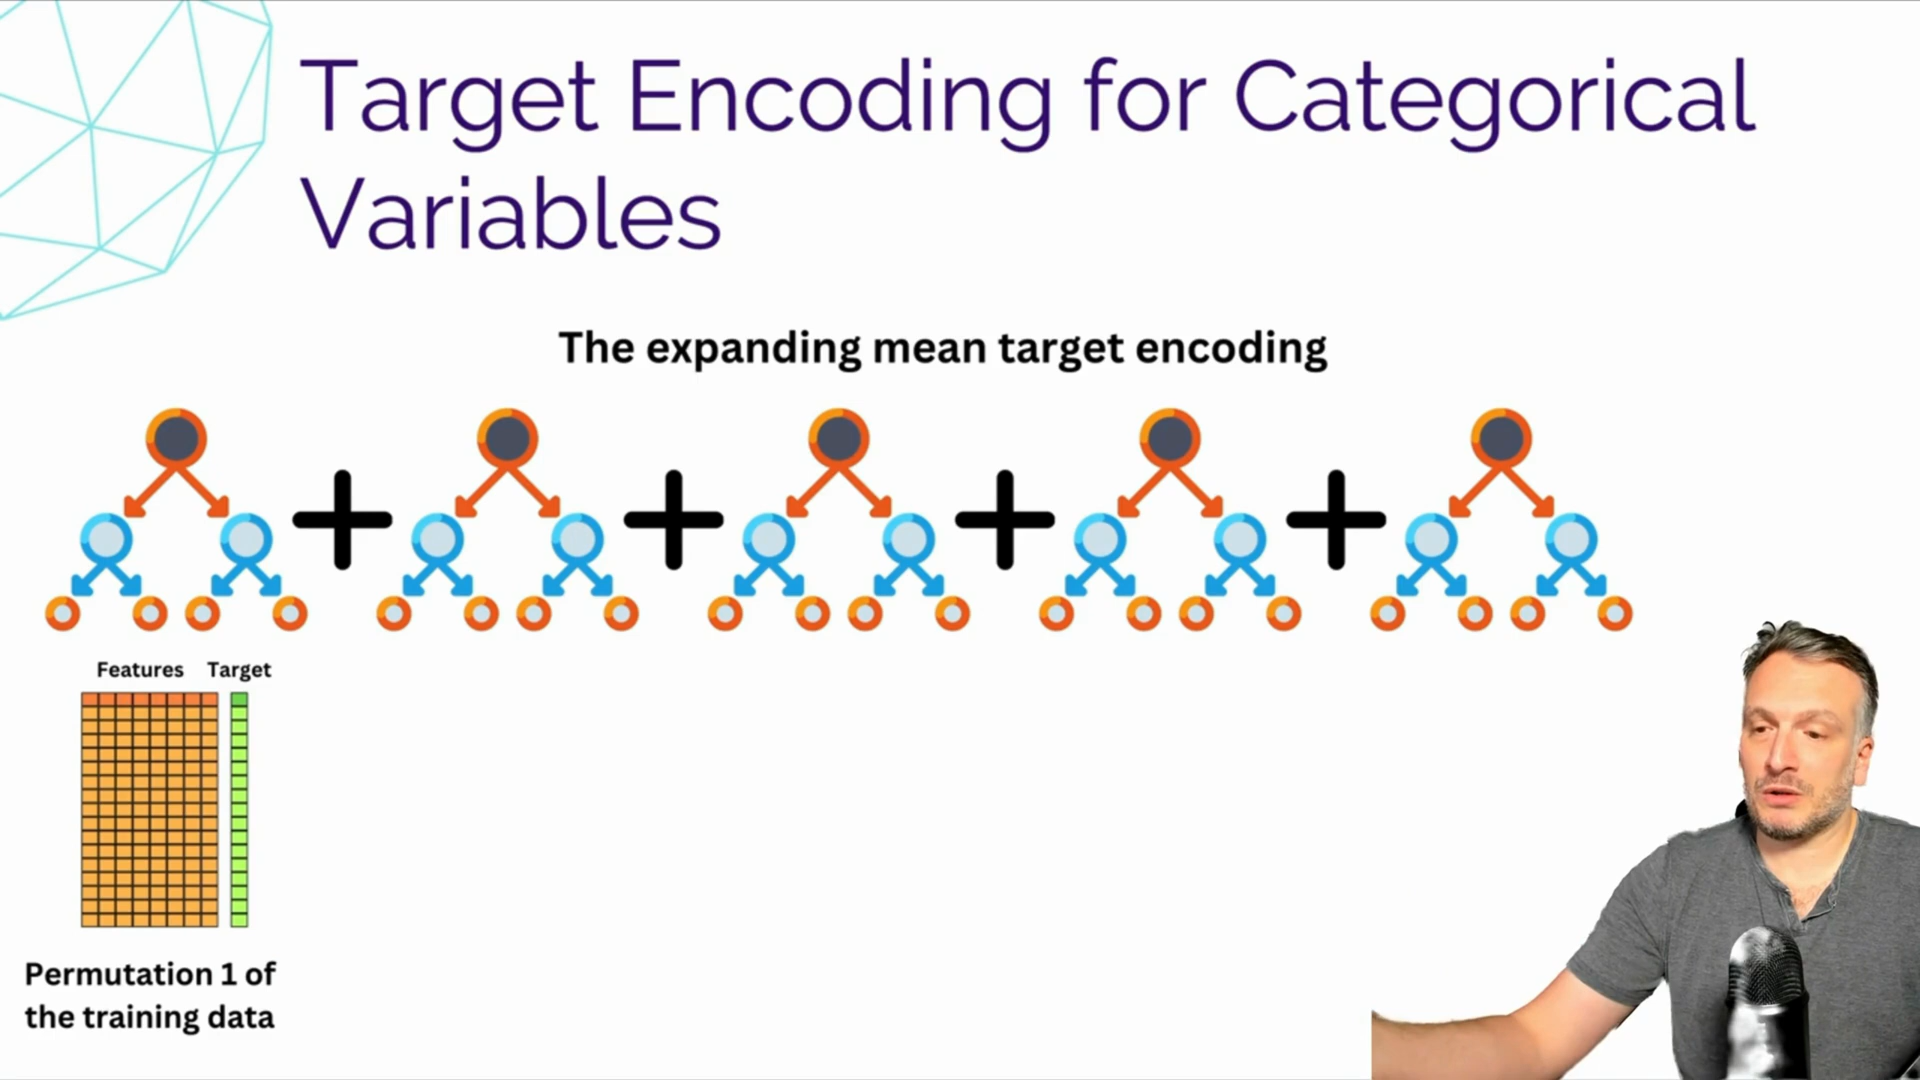 Target Encoding for Categorical
Variables
The expanding mean target encoding
Features Target
Permutation 1 of
the training data